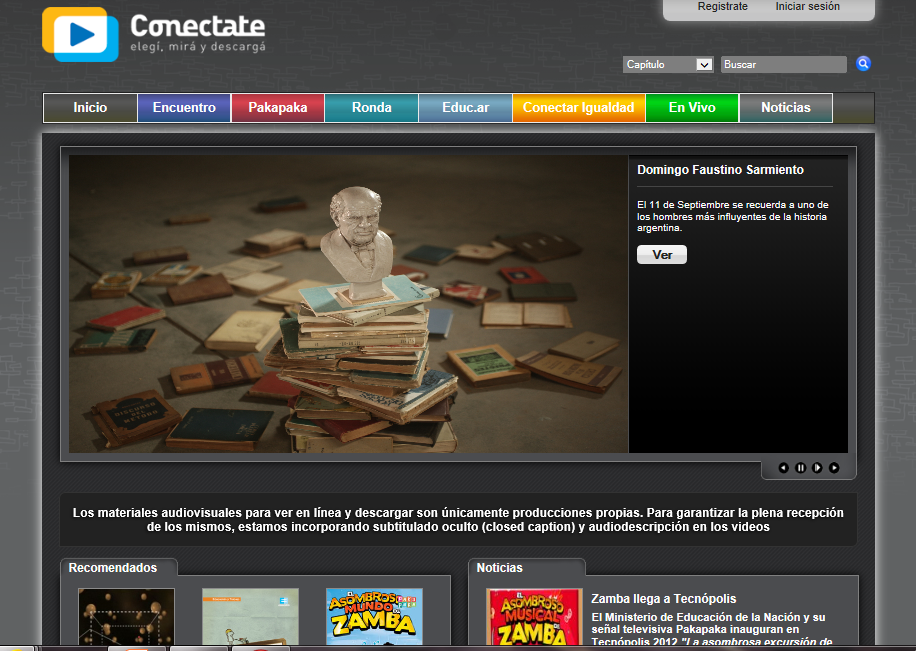 Conectate
elegí, mirá y descargá
Registrate Iniciar sesión
Capítulo Buscar
Inicio Encuentro Pakapaka Ronda Educ.ar Conectar Igualdad En Vivo Noticias
Domingo Faustino Sarmiento
El 11 de Septiembre se recuerda a uno de
los hombres más influyentes de la historia
argentina.
Ver
DISCURSO
DEL
METODO
Los materiales audiovisuales para ver en línea y descargar son únicamente producciones propias. Para garantizar la plena recepción
de los mismos, estamos incorporando subtitulado oculto (closed caption) y audiodescripción en los videos
Recomendados
EL
ASOMBROSO
MUNDO DE
ZAMBA
Noticias
EL
ASOMBROSO
MUSICAL DE
ZAMBA
Zamba llega a Tecnópolis
El Ministerio de Educación de la Nación y su
señal televisiva Pakapaka inauguran en
Tecnópolis 2012 "La asombrosa excursión de